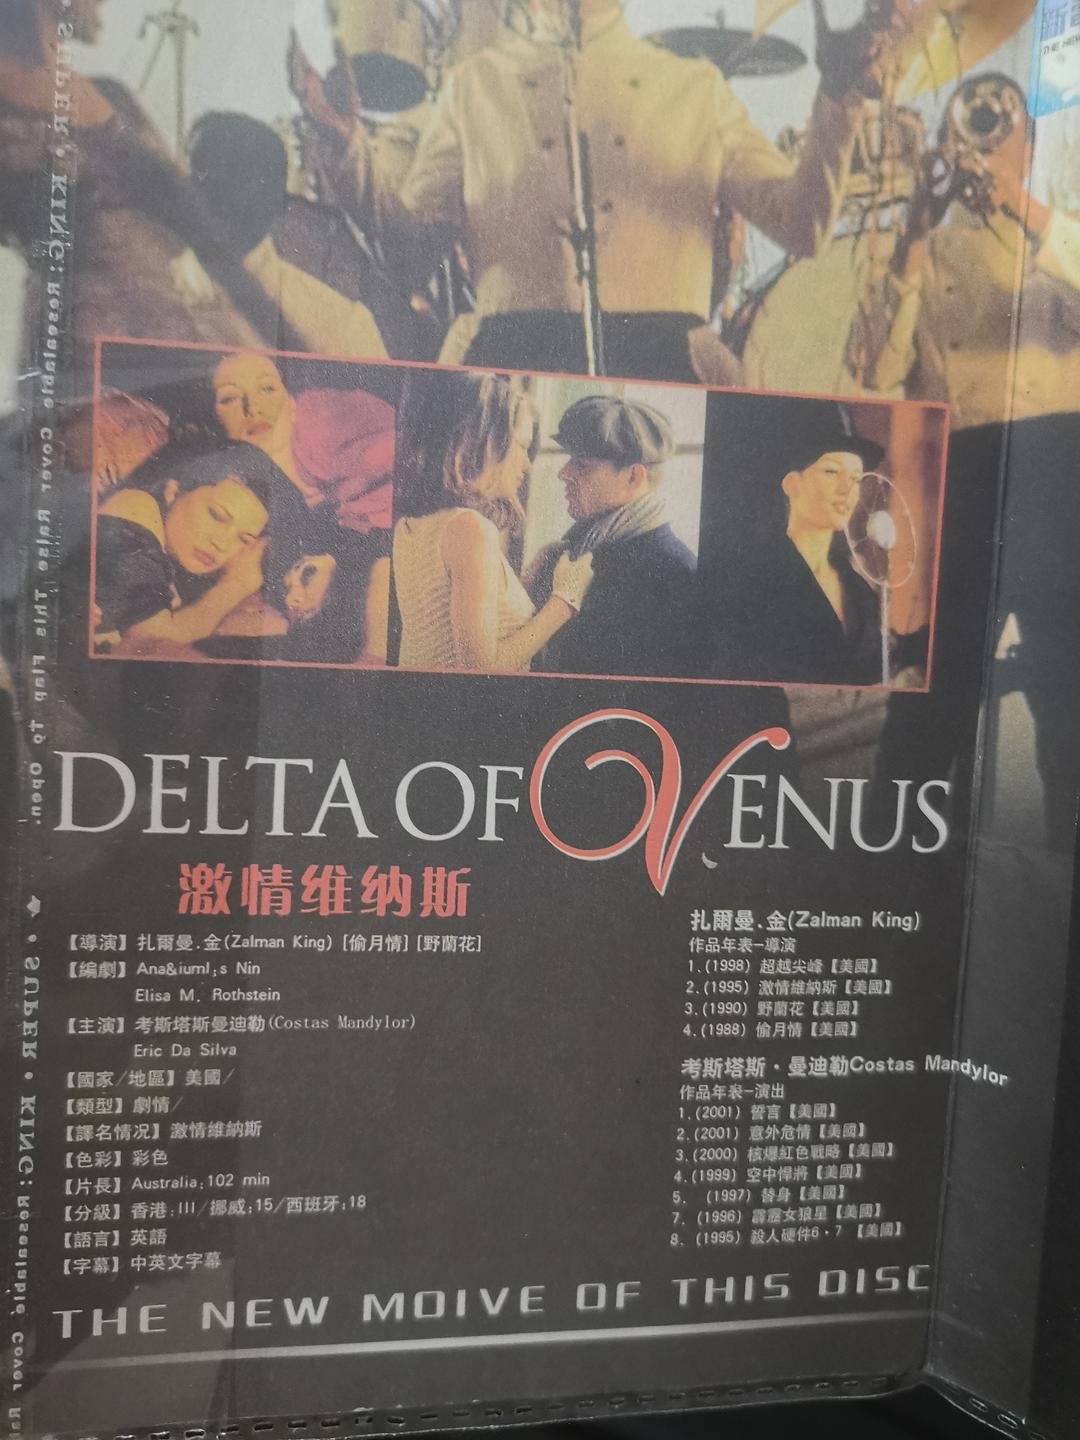 DELTA OF VENUS
激情维纳斯
【導演】扎爾曼.金(Zalman King) [偷月情] [野蘭花]
【編劇】Ana&iuml;s Nin
Elisa M. Rothstein
【主演】考斯塔斯曼迪勒(Costas Mandylor)
Eric Da Silva
【國家/地區】美國/
【類型】劇情/
【譯名情况】激情維納斯
【色彩】彩色
【片長】Australia:102 min
【分級】香港:III/挪威:15/西班牙:18
【語言】英語
【字幕】中英文字幕
扎爾曼.金(Zalman King)
作品年表-導演
1.(1998) 超越尖峰【美國】
2.(1995) 激情維納斯【美國】
3.(1990) 野蘭花【美國】
4.(1988) 偷月情【美國】
考斯塔斯·曼迪勒Costas Mandylor
作品年表-演出
1.(2001) 誓言【美國】
2.(2001) 意外危情【美國】
3.(2000) 核爆紅色戰略【美國】
4.(1999) 空中悍將【美國】
5. (1997) 替身【美國】
7. (1996) 霹靂女狼星【美國】
8. (1995) 殺人硬件6·7【美國】
THE NEW MOIVE OF THIS DISC
SUPER·KING: Resealable cover Raise This Flap To Open.
SUPER·KING: Resealable Cover
THE NEW